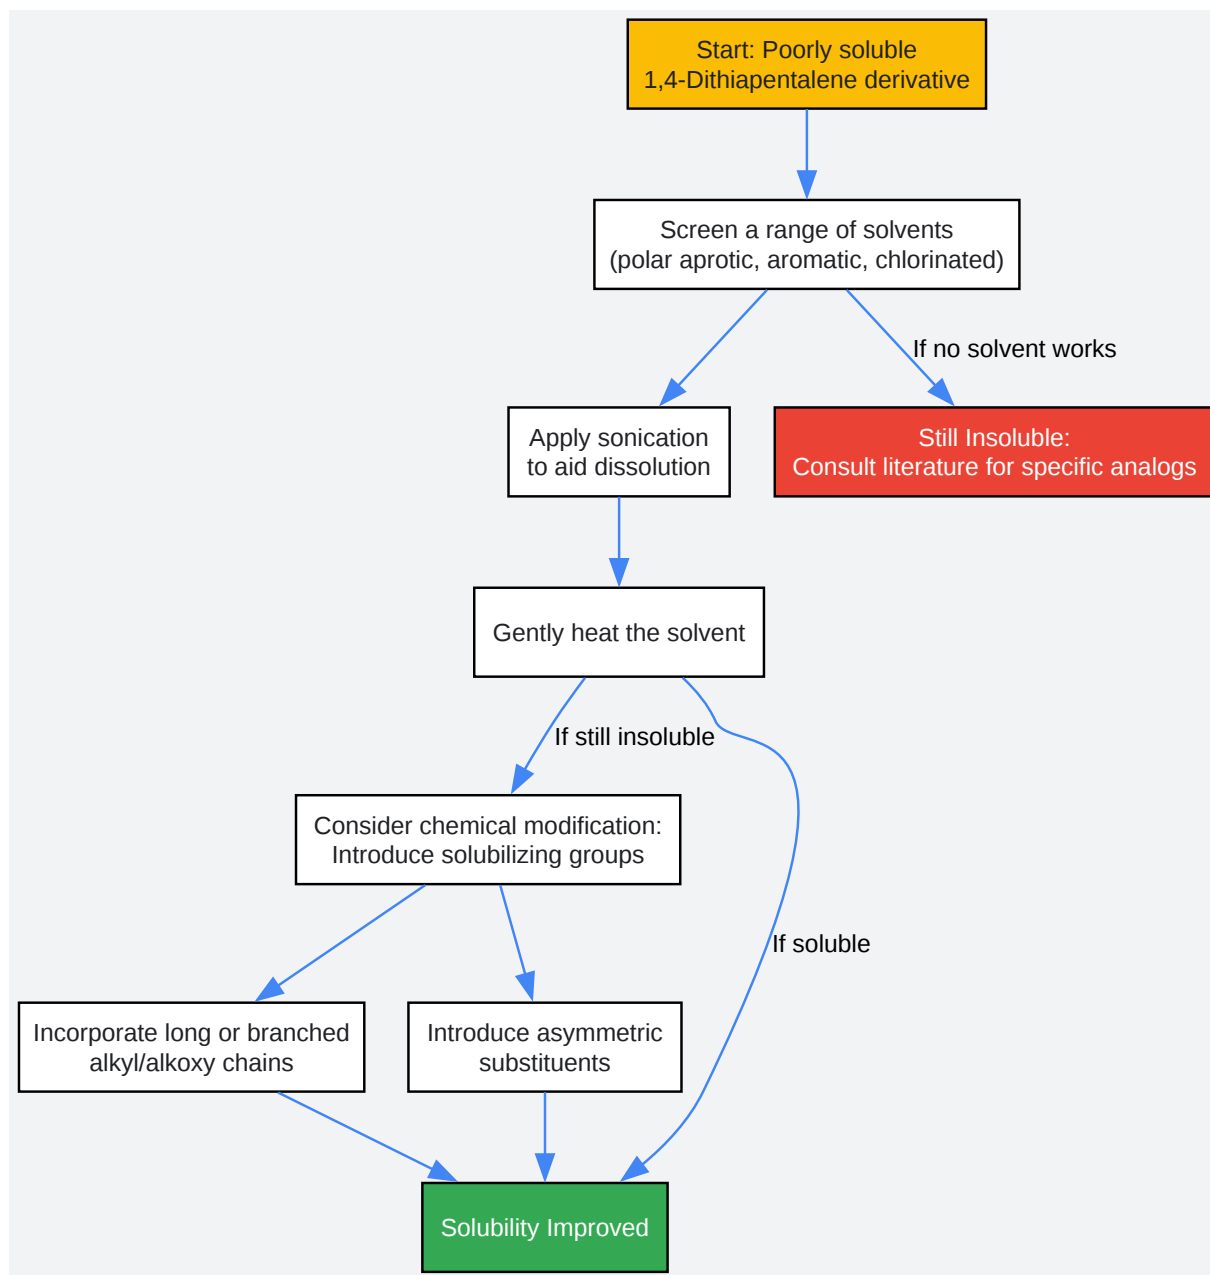 Start: Poorly soluble
1,4-Dithiapentalene derivative
Screen a range of solvents
(polar aprotic, aromatic, chlorinated)
If no solvent works
Apply sonication
to aid dissolution
Still Insoluble:
Consult literature for specific analogs
Gently heat the solvent
If still insoluble
Consider chemical modification:
Introduce solubilizing groups
If soluble
Incorporate long or branched
alkyl/alkoxy chains
Introduce asymmetric
substituents
Solubility Improved